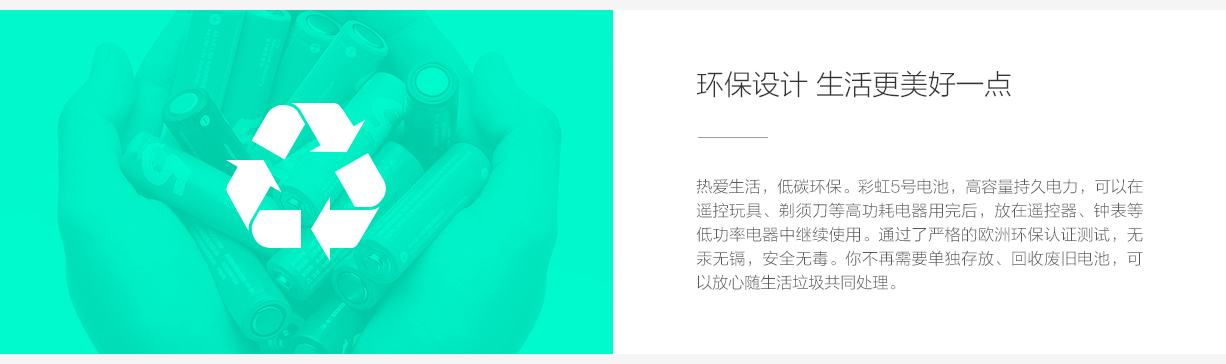 环保设计 生活更美好一点
热爱生活，低碳环保。彩虹5号电池，高容量持久电力，可以在
遥控玩具、剃须刀等高功耗电器用完后，放在遥控器、钟表等
低功率电器中继续使用。通过了严格的欧洲环保认证测试，无
汞无镉，安全无毒。你不再需要单独存放、回收废旧电池，可
以放心随生活垃圾共同处理。